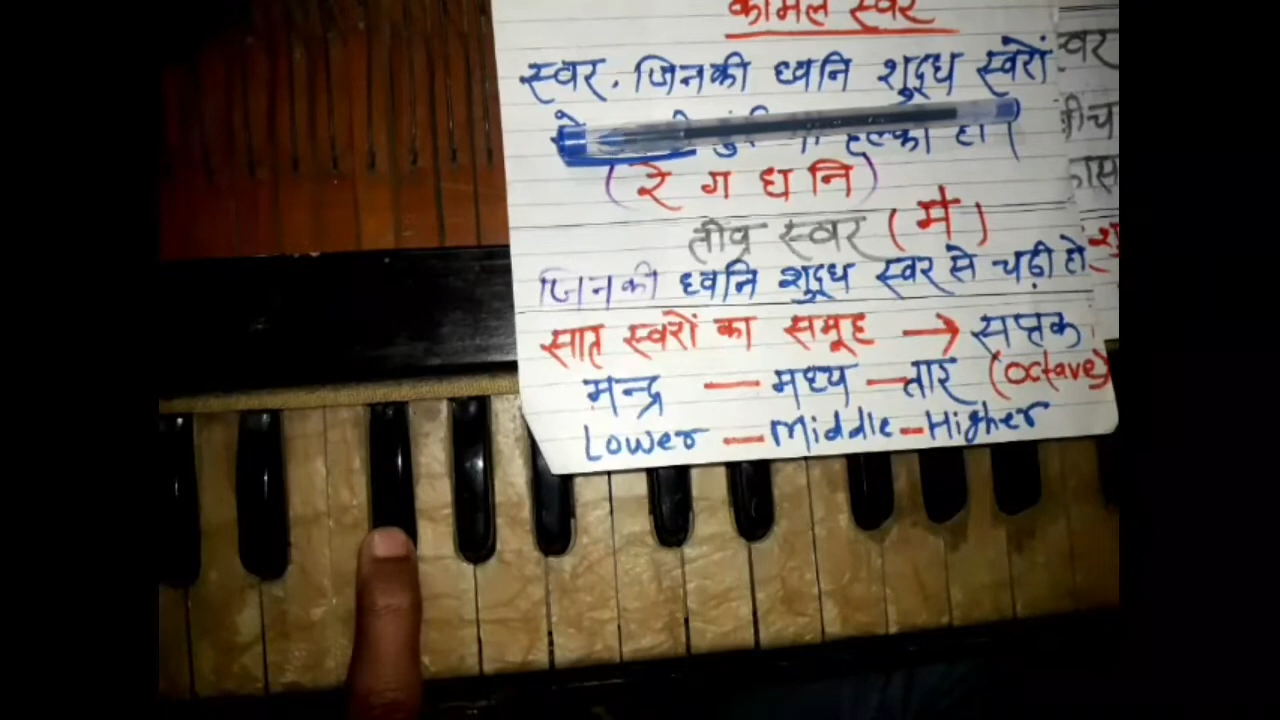 कोमल स्वर
स्वर. जिनकी ध्वनि शुद्ध स्वरों
हल्की हो।
(रे ग ध नि)
तीव्र स्वर (मे)
जिनकी ध्वनि शुद्ध स्वर से चढ़ी हो
सात स्वरों का समूह → सप्तक
मन्द्र — मध्य — तार (octave)
Lower — Middle — Higher